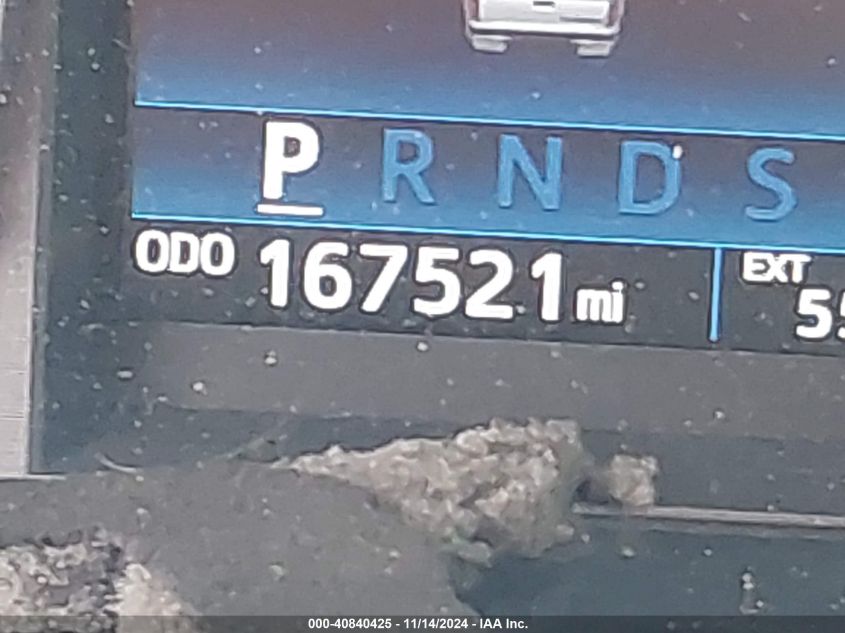 P R N D S
ODO 167521 mi EXT
000-40840425 - 11/14/2024 - IAA Inc.